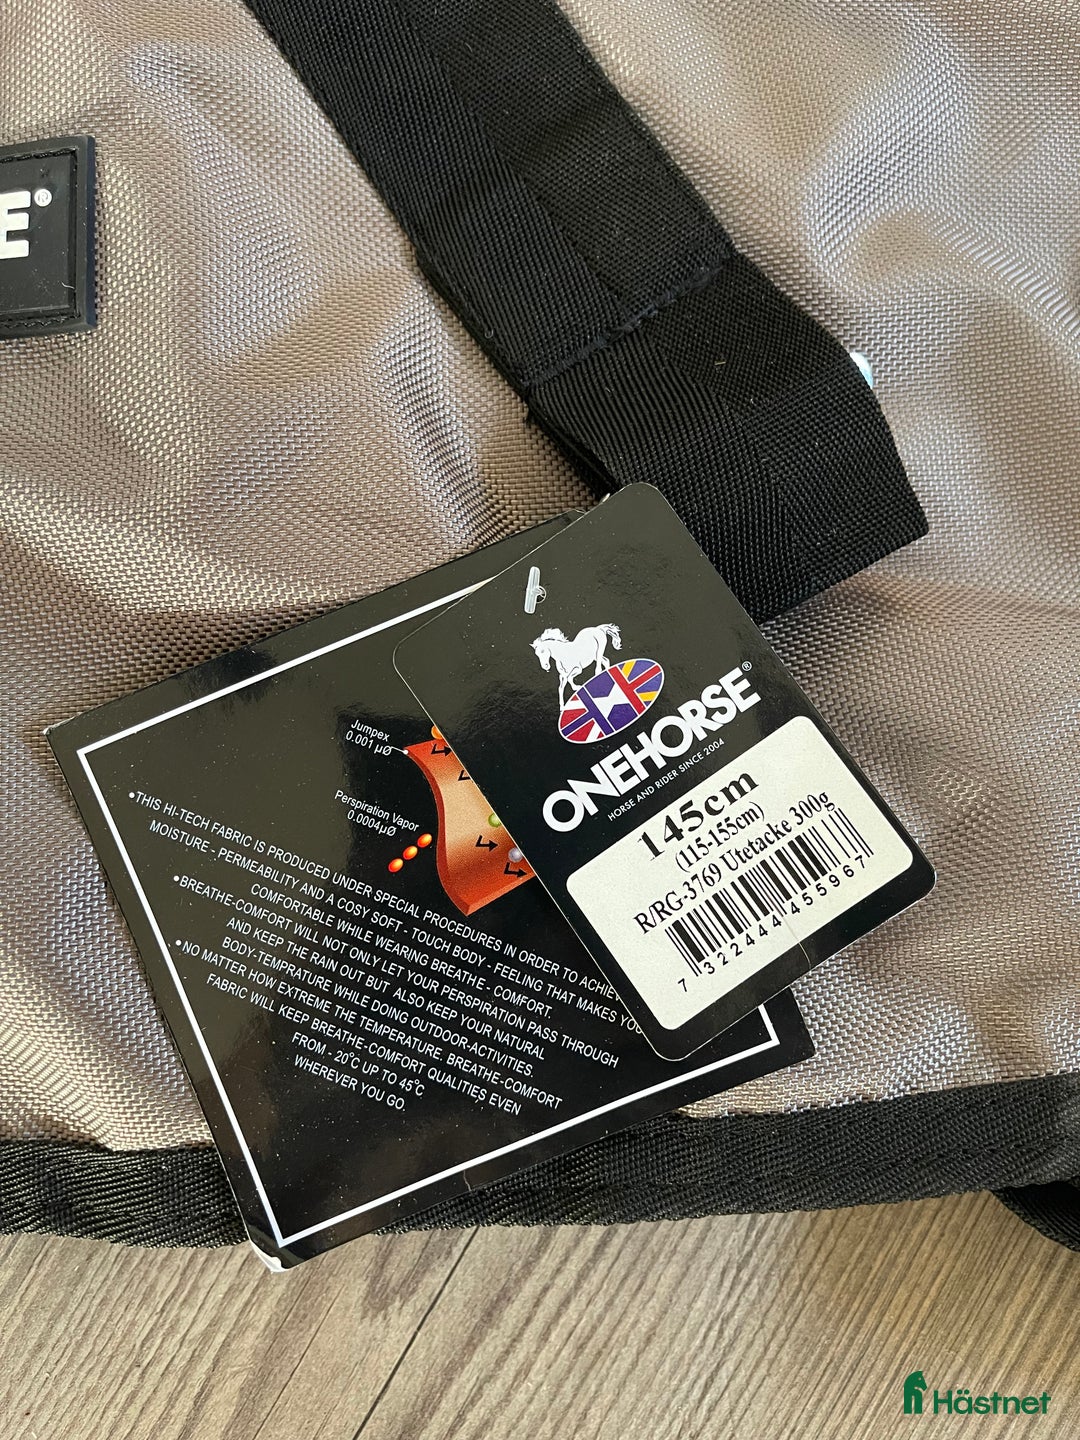 E®
Jumpex
0.001 µØ
Perspiration Vapor
0.0004µØ
•THIS HI-TECH FABRIC IS PRODUCED UNDER SPECIAL PROCEDURES IN ORDER TO ACHIEV
MOISTURE - PERMEABILITY AND A COSY SOFT - TOUCH BODY - FEELING THAT MAKES YOU
COMFORTABLE WHILE WEARING BREATHE - COMFORT.
•BREATHE-COMFORT WILL NOT ONLY LET YOUR PERSPIRATION PASS THROUGH
AND KEEP THE RAIN OUT BUT ALSO KEEP YOUR NATURAL
BODY-TEMPRATURE WHILE DOING OUTDOOR-ACTIVITIES.
•NO MATTER HOW EXTREME THE TEMPERATURE. BREATHE-COMFORT
FABRIC WILL KEEP BREATHE-COMFORT QUALITIES EVEN
FROM - 20°C UP TO 45°C
WHEREVER YOU GO.
ONEHORSE®
HORSE AND RIDER SINCE 2004
145cm
(115-155cm)
R/RG-3769 Utetacke 300g
7 322444 455967
Hästnet